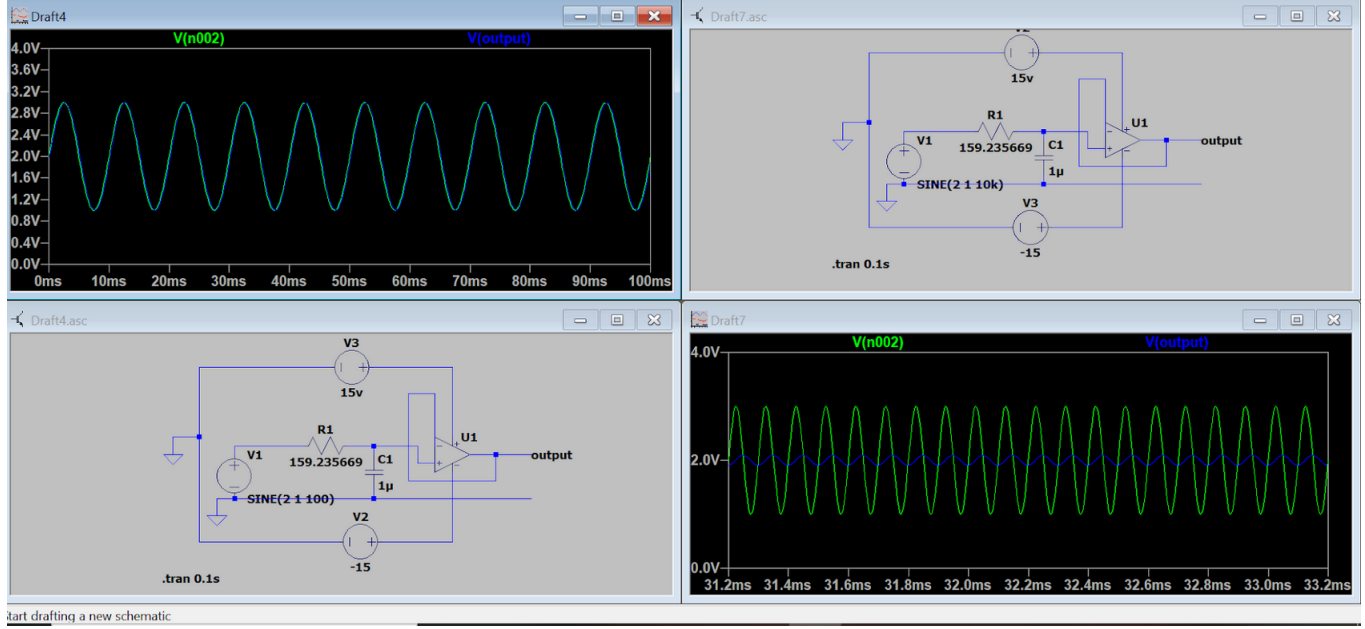 Draft4
V(n002) V(output)
4.0V
3.6V
3.2V
2.8V
2.4V
2.0V
1.6V
1.2V
0.8V
0.4V
0.0V
0ms 10ms 20ms 30ms 40ms 50ms 60ms 70ms 80ms 90ms 100ms
Draft7.asc
V2
15v
R1
U1
V1
159.235669
C1
output
1µ
SINE(2 1 10k)
V3
-15
.tran 0.1s
Draft4.asc
V3
15v
R1
U1
V1
159.235669
C1
output
1µ
SINE(2 1 100)
V2
-15
.tran 0.1s
Draft7
V(n002) V(output)
4.0V
2.0V
0.0V
31.2ms 31.4ms 31.6ms 31.8ms 32.0ms 32.2ms 32.4ms 32.6ms 32.8ms 33.0ms 33.2ms
Start drafting a new schematic